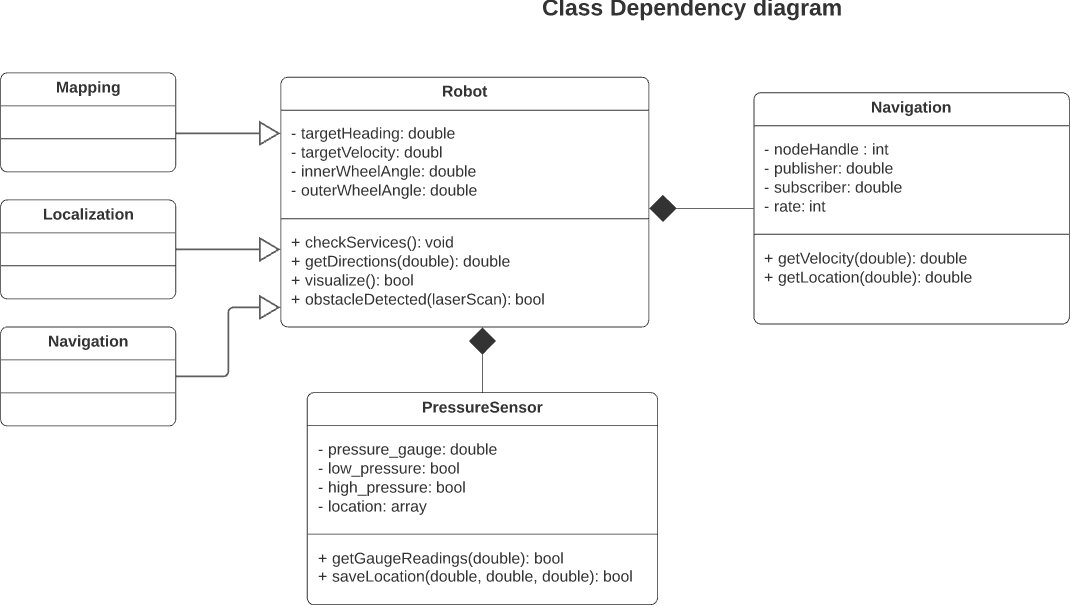 Class Dependency diagram
Mapping
Localization
Navigation
Robot
- targetHeading: double
- targetVelocity: doubl
- innerWheelAngle: double
- outerWheelAngle: double
+ checkServices(): void
+ getDirections(double): double
+ visualize(): bool
+ obstacleDetected(laserScan): bool
Navigation
- nodeHandle : int
- publisher: double
- subscriber: double
- rate: int
+ getVelocity(double): double
+ getLocation(double): double
PressureSensor
- pressure_gauge: double
- low_pressure: bool
- high_pressure: bool
- location: array
+ getGaugeReadings(double): bool
+ saveLocation(double, double, double): bool